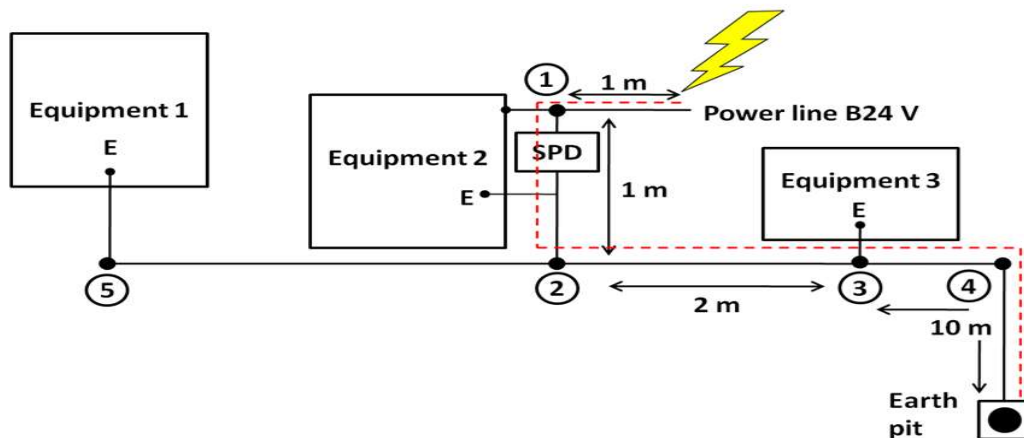 Equipment 1
E
5
Equipment 2
E
1
1 m
Power line B24 V
SPD
1 m
2
2 m
Equipment 3
E
3
4
10 m
Earth
pit